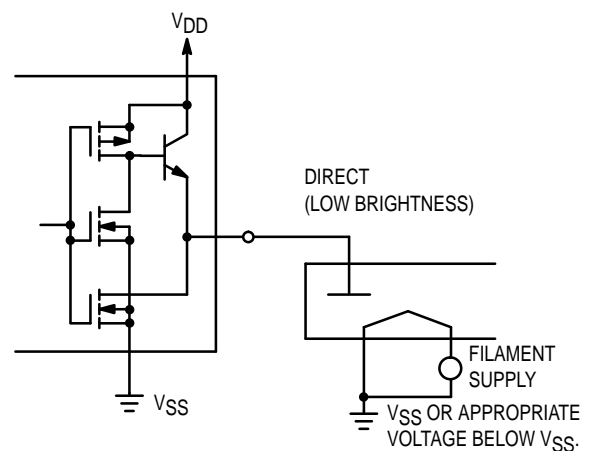 VDD
DIRECT
(LOW BRIGHTNESS)
FILAMENT
SUPPLY
VSS
VSS OR APPROPRIATE
VOLTAGE BELOW VSS.